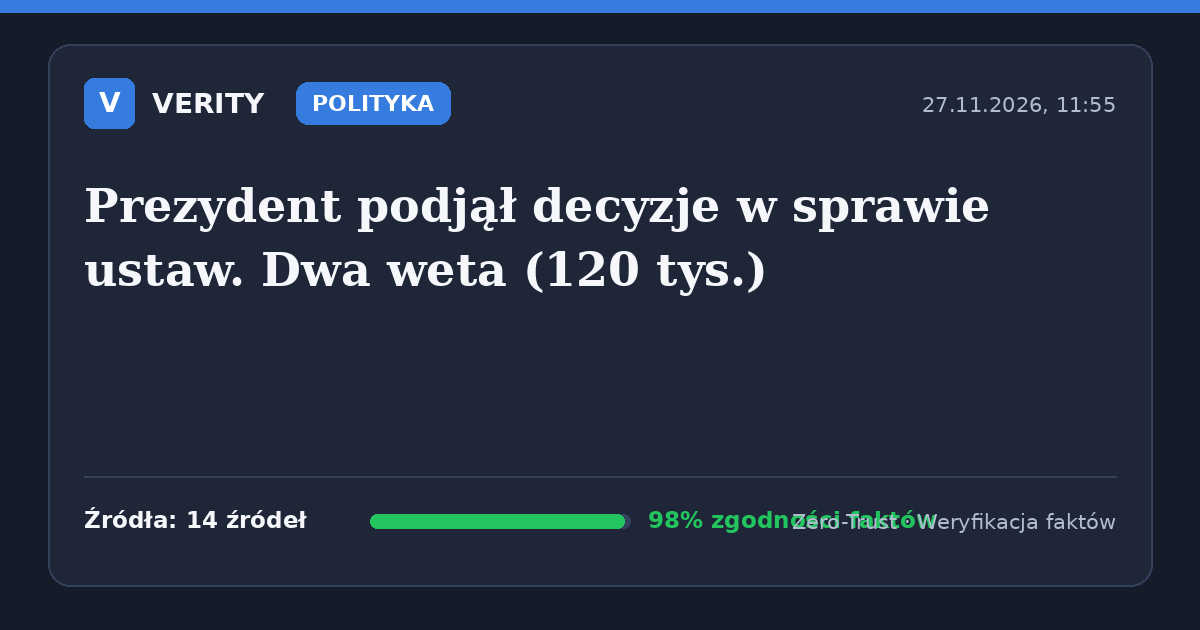 V VERITY POLITYKA 27.11.2026, 11:55
Prezydent podjął decyzje w sprawie
ustaw. Dwa weta (120 tys.)
Źródła: 14 źródeł 98% zgodności faktów Zero-Trust · Weryfikacja faktów